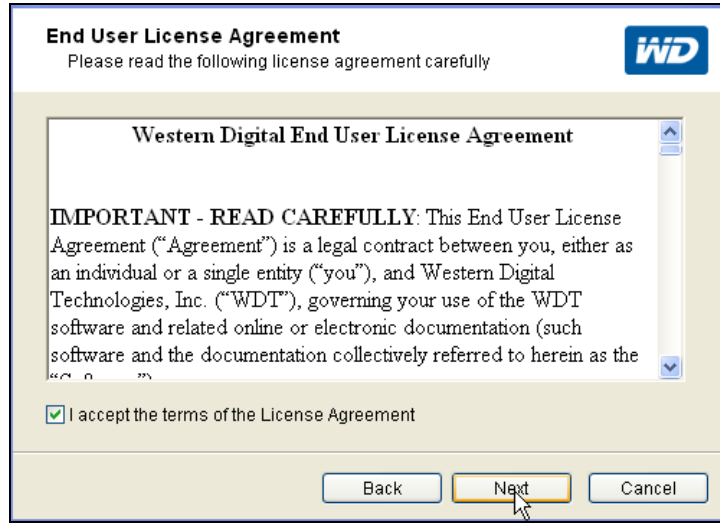 End User License Agreement
Please read the following license agreement carefully
WD
Western Digital End User License Agreement
IMPORTANT - READ CAREFULLY: This End User License
Agreement (“Agreement”) is a legal contract between you, either as
an individual or a single entity (“you”), and Western Digital
Technologies, Inc. (“WDT”), governing your use of the WDT
software and related online or electronic documentation (such
software and the documentation collectively referred to herein as the
I accept the terms of the License Agreement
Back
Next
Cancel